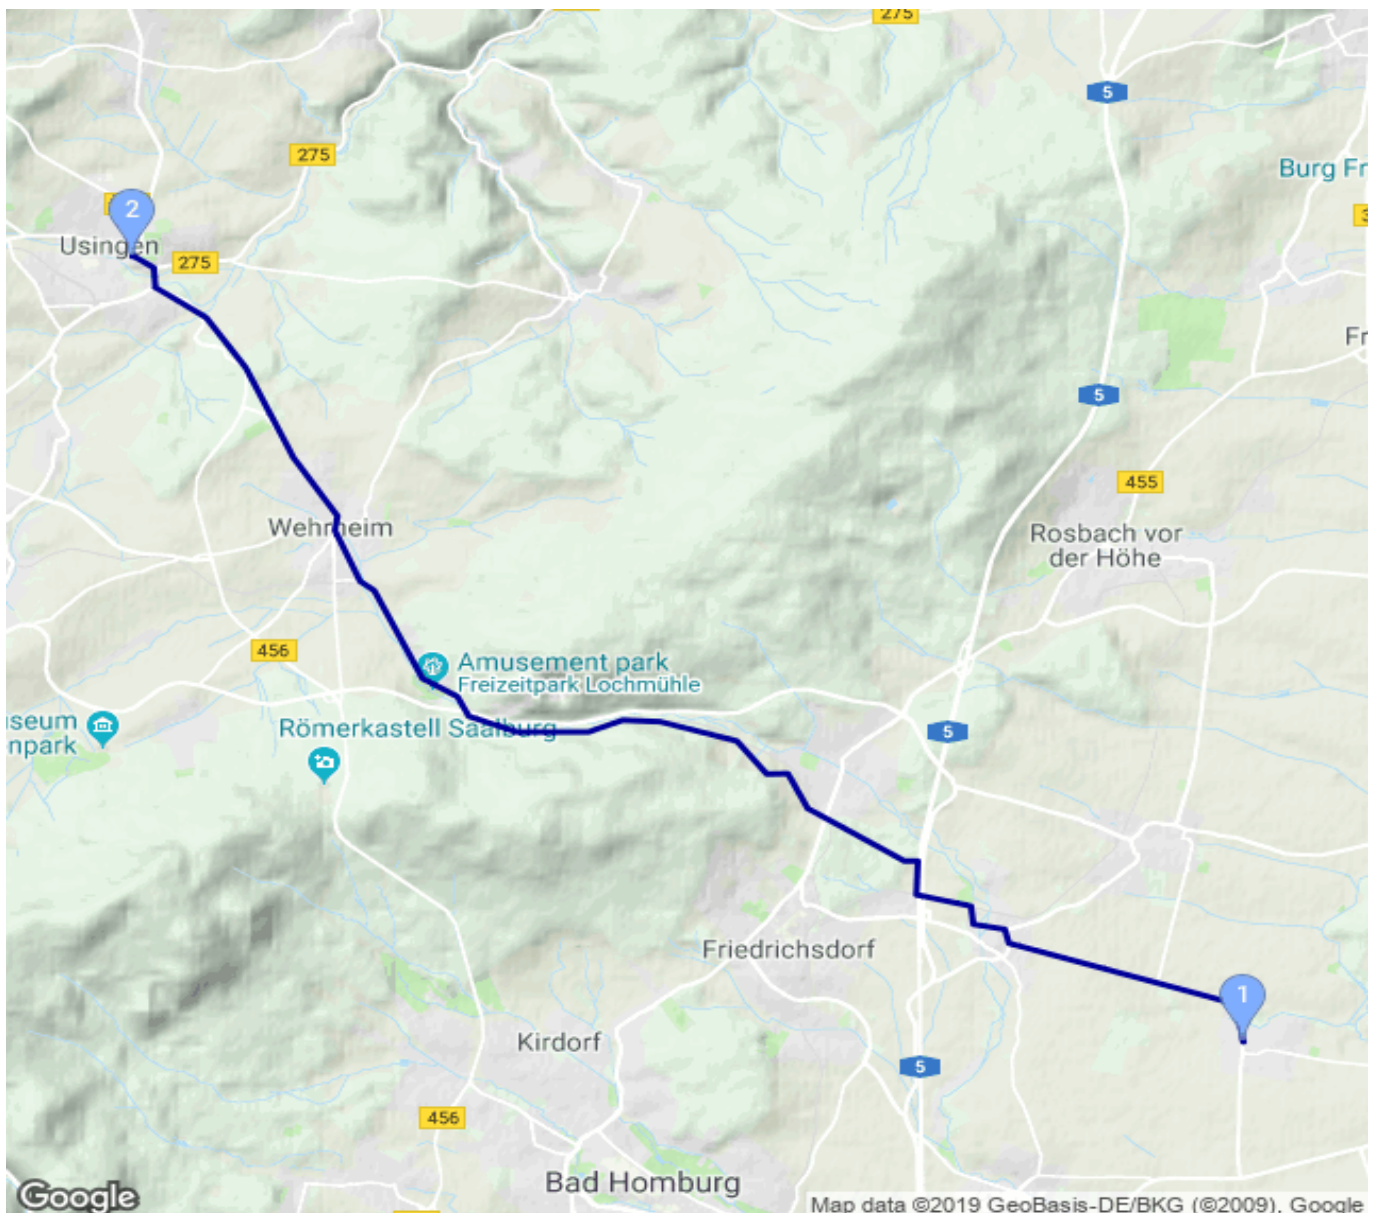 275
5
Burg Fr
275
2
Usingen
275
Fr
5
455
Wehrheim
Rosbach vor
der Höhe
456
Amusement park
Freizeitpark Lochmühle
useum
npark
Römerkastell Saalburg
5
Friedrichsdorf
1
Kirdorf
5
456
Bad Homburg
Google
Map data ©2019 GeoBasis-DE/BKG (©2009), Google